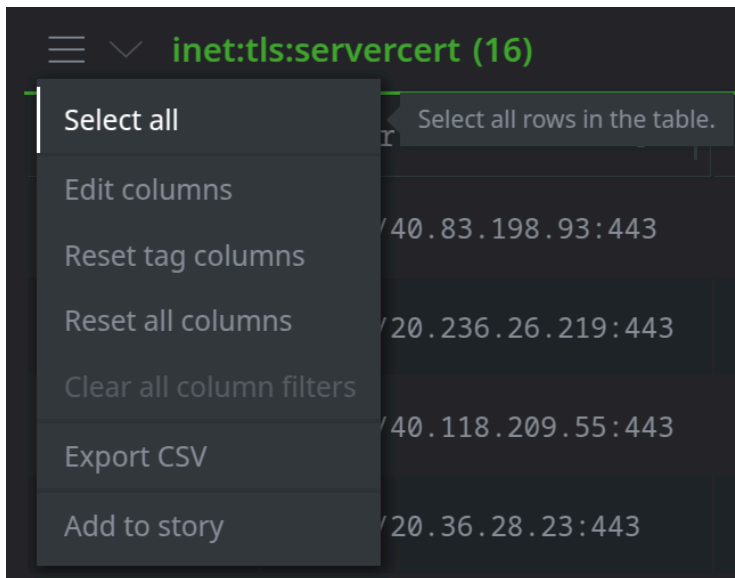 inet:tls:servercert (16)
Select all
Select all rows in the table.
r
Edit columns
/40.83.198.93:443
Reset tag columns
Reset all columns
/20.236.26.219:443
Clear all column filters
/40.118.209.55:443
Export CSV
Add to story
/20.36.28.23:443